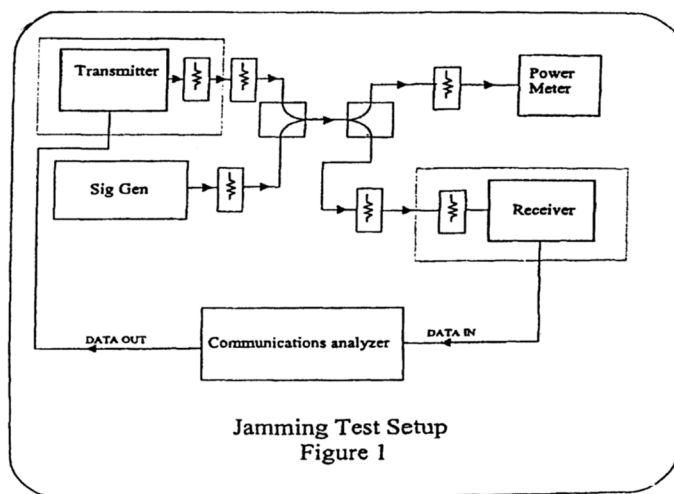 Transmitter
Power
Meter
Sig Gen
Receiver
DATA OUT
Communications analyzer
DATA IN
Jamming Test Setup
Figure 1